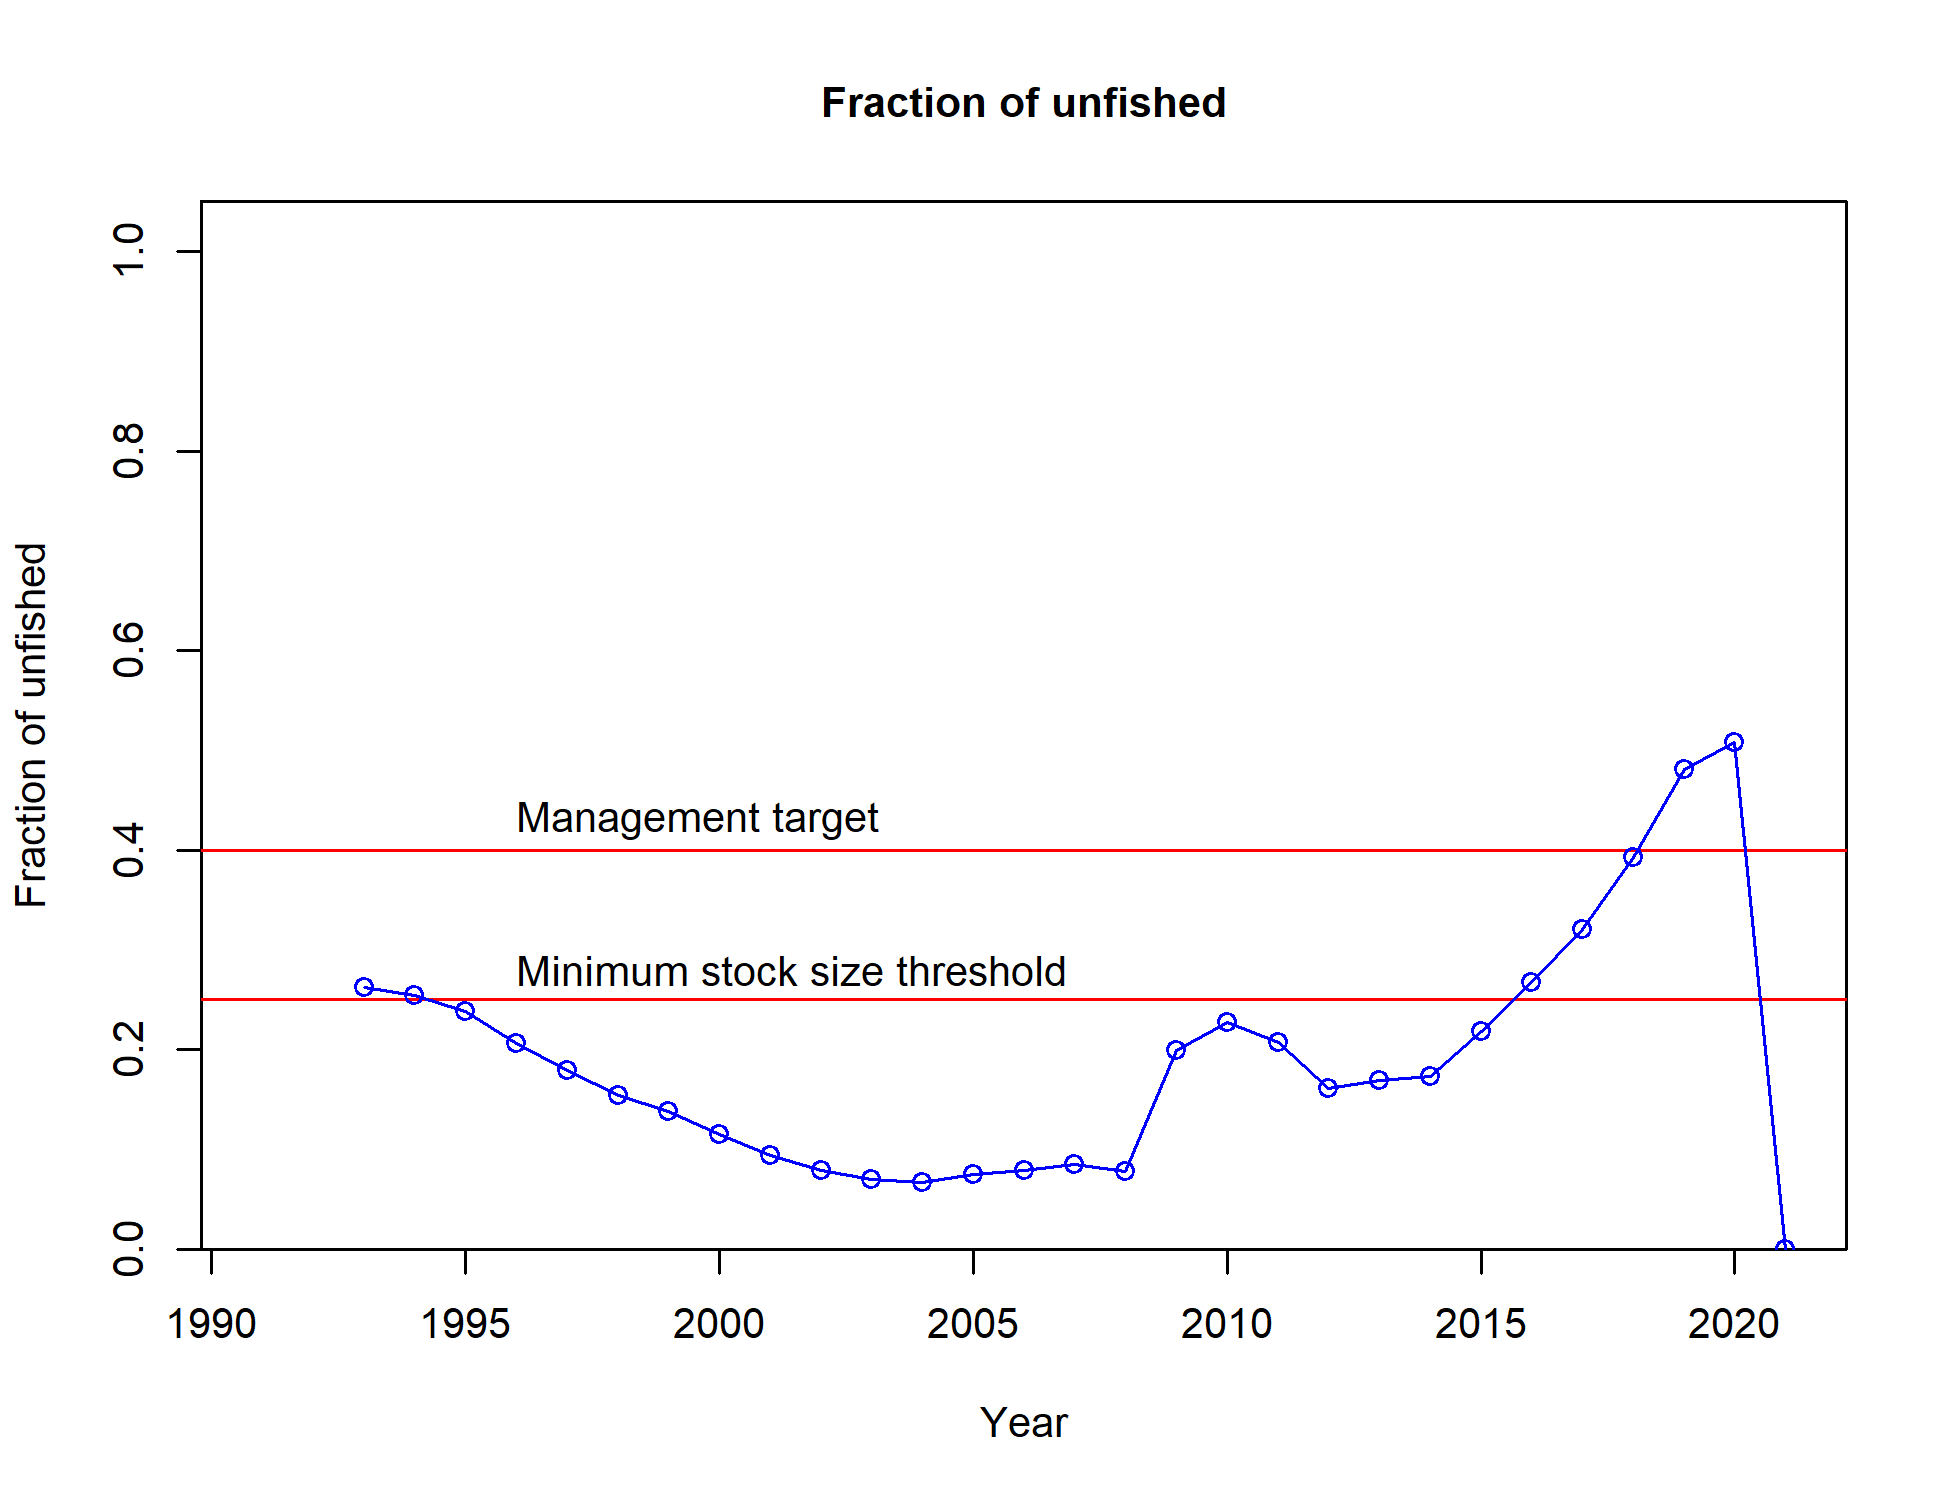 Fraction of unfished
Fraction of unfished
1.0
0.8
0.6
0.4
0.2
0.0
Management target
Minimum stock size threshold
1990 1995 2000 2005 2010 2015 2020
Year